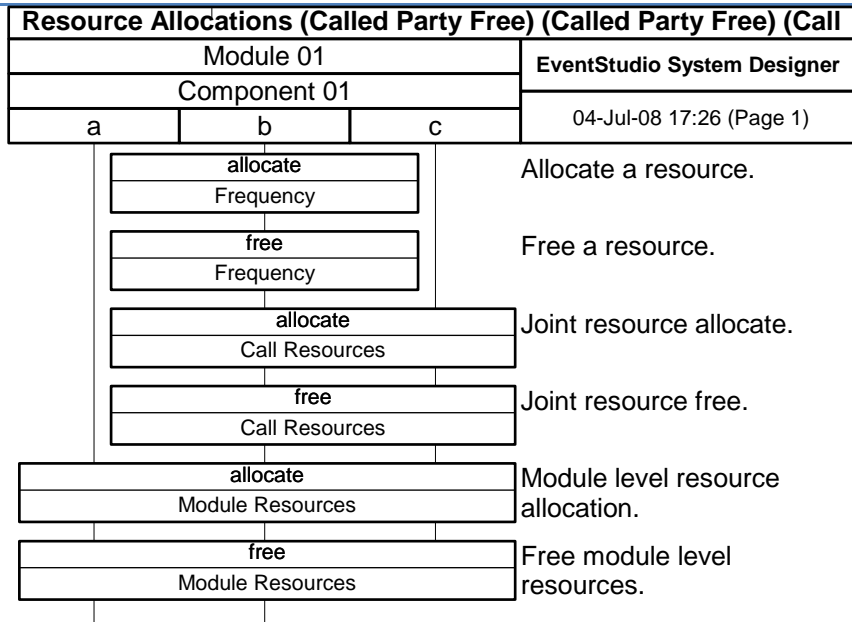 Resource Allocations (Called Party Free) (Called Party Free) (Call
Module 01
EventStudio System Designer
Component 01
04-Jul-08 17:26 (Page 1)
a b c
allocate
Frequency
Allocate a resource.
free
Frequency
Free a resource.
allocate
Call Resources
Joint resource allocate.
free
Call Resources
Joint resource free.
allocate
Module Resources
Module level resource
allocation.
free
Module Resources
Free module level
resources.